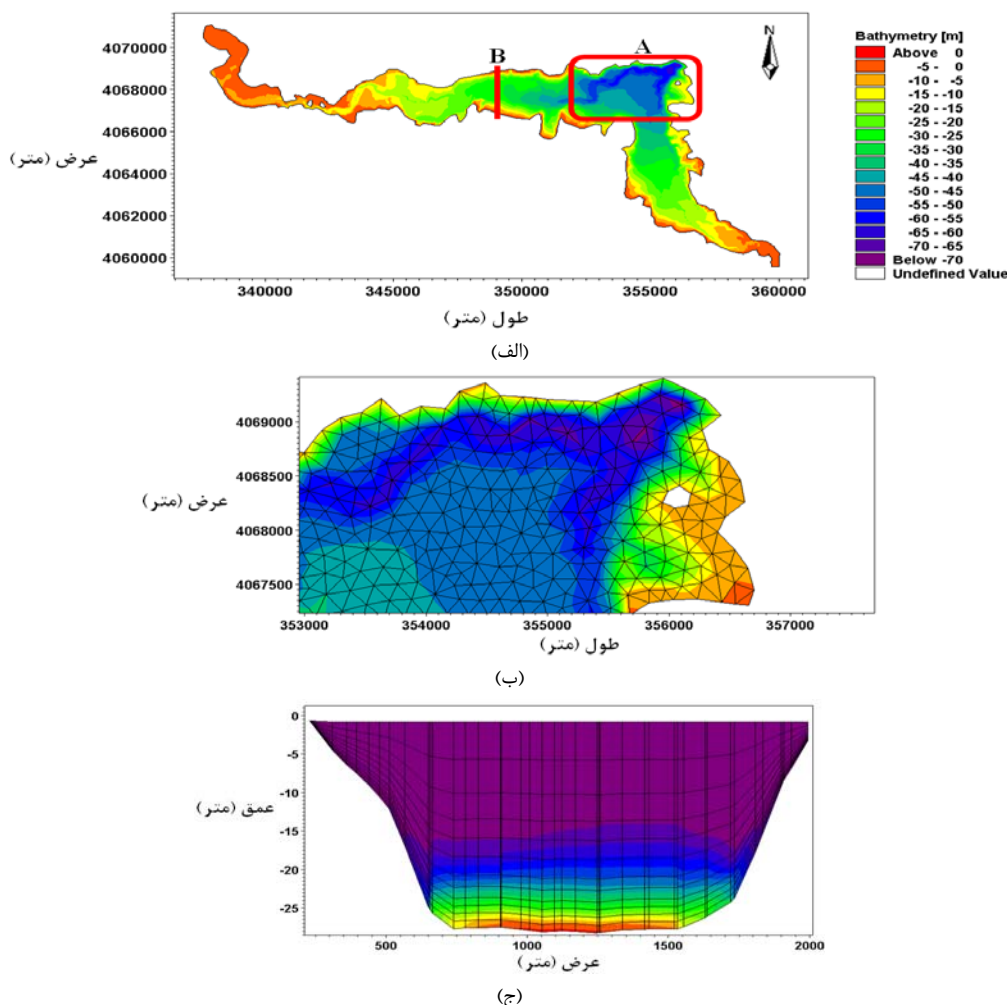 B
A
N
4070000
4068000
4066000
4064000
4062000
4060000
عرض (متر)
340000 345000 350000 355000 360000
طول (متر)
Bathymetry [m]
Above 0
-5 - 0
-10 - -5
-15 - -10
-20 - -15
-25 - -20
-30 - -25
-35 - -30
-40 - -35
-45 - -40
-50 - -45
-55 - -50
-60 - -55
-65 - -60
-70 - -65
Below -70
Undefined Value
(الف)
4069000
4068500
4068000
4067500
عرض (متر)
353000 354000 355000 356000 357000
طول (متر)
(ب)
0
-5
-10
-15
-20
-25
عمق (متر)
500 1000 1500 2000
عرض (متر)
(ج)